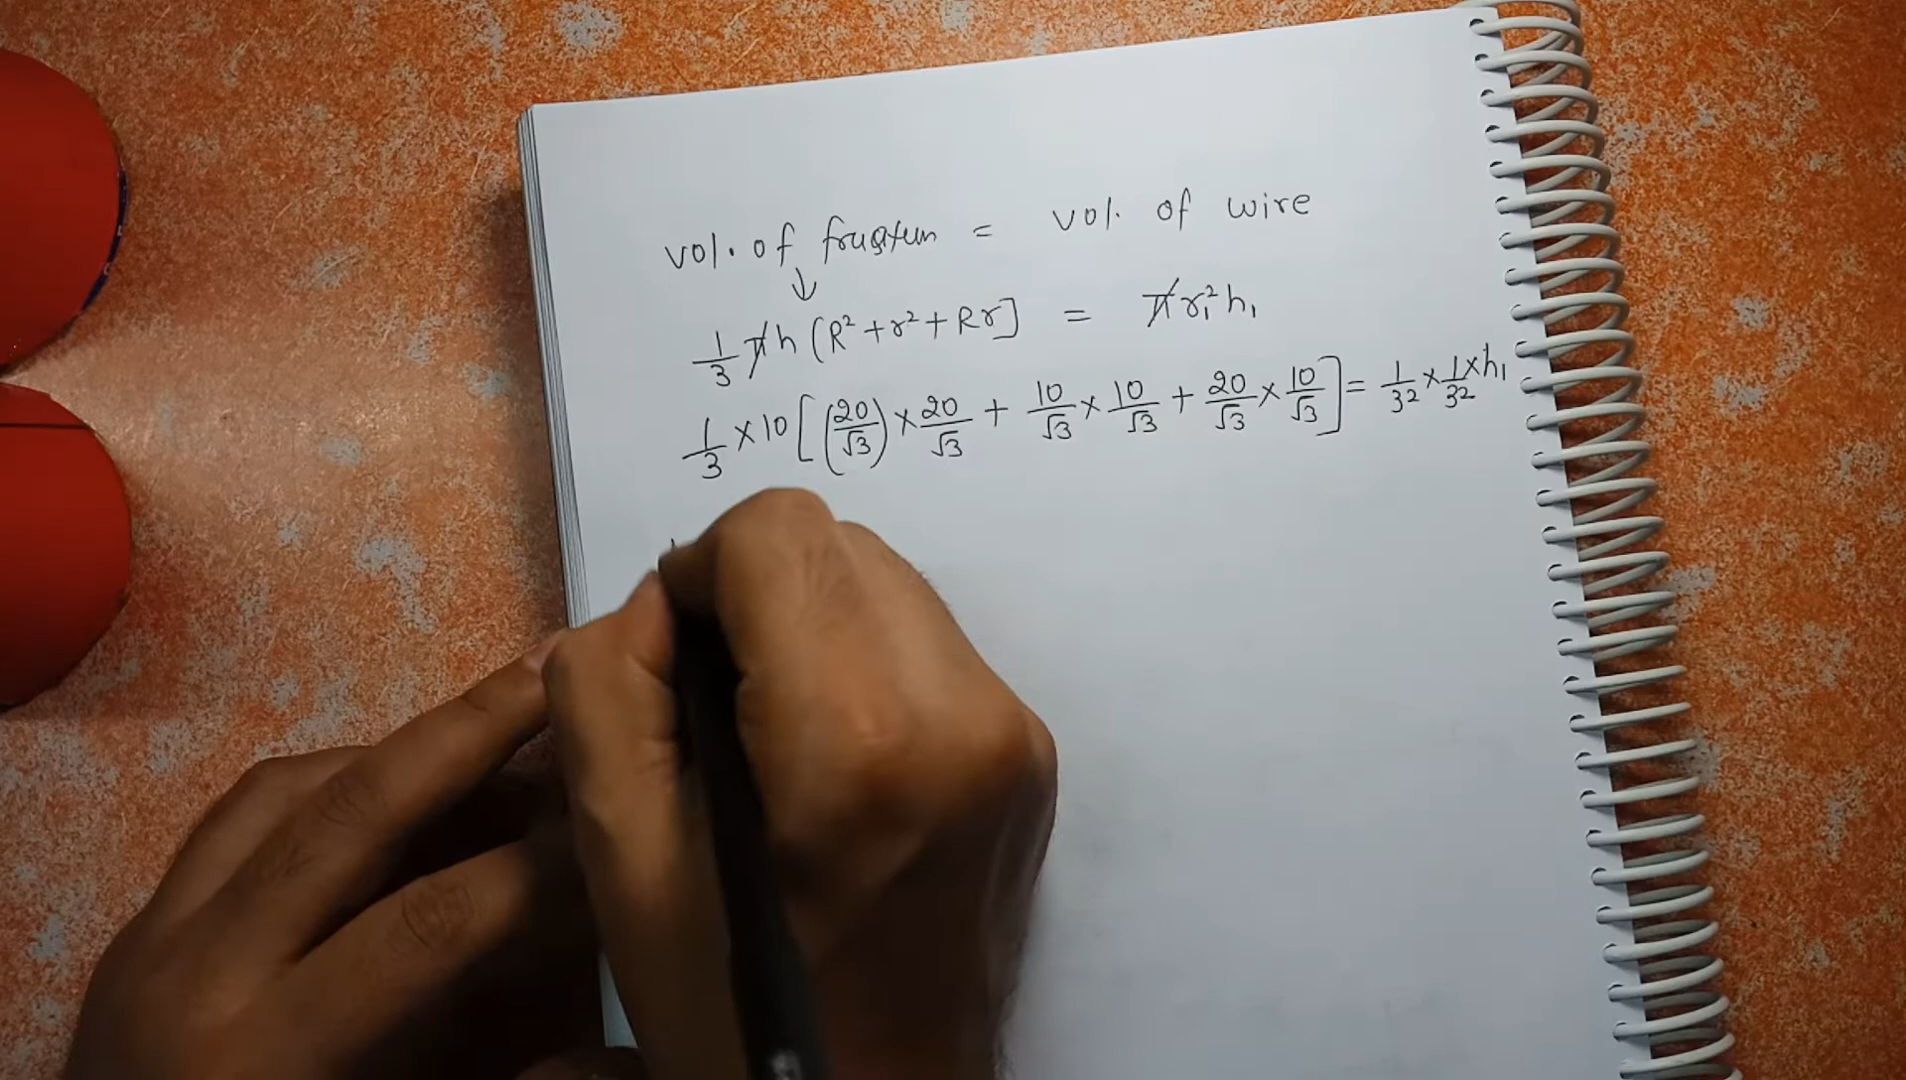 vol. of frustum = vol. of wire
↓
1/3 πh [R² + r² + Rr] = πr₁²h₁
1/3 × 10 [(20/√3) × 20/√3 + 10/√3 × 10/√3 + 20/√3 × 10/√3] = 1/32 × 1/32 × h₁